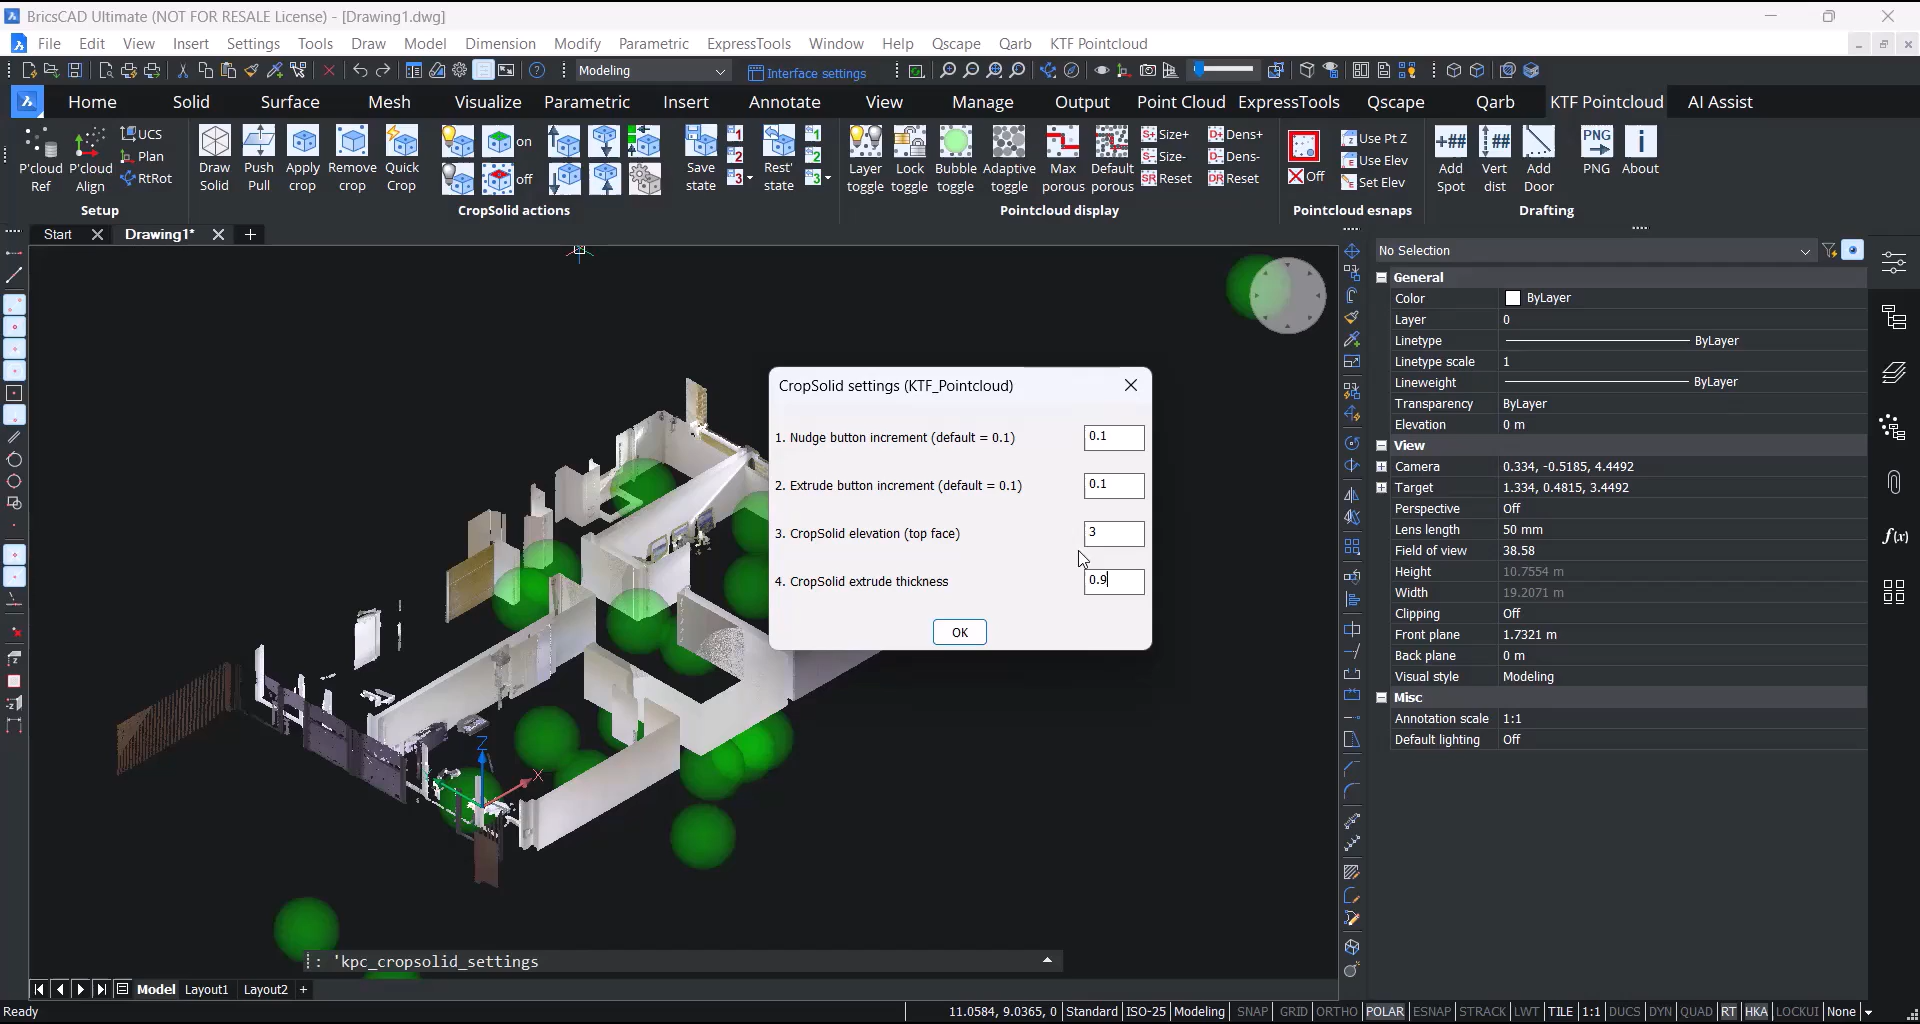 BricsCAD Ultimate (NOT FOR RESALE License) - [Drawing1.dwg]
File Edit View Insert Settings Tools Draw Model Dimension Modify Parametric ExpressTools Window Help Qscape Qarb KTF Pointcloud
Modeling Interface settings
Home Solid Surface Mesh Visualize Parametric Insert Annotate View Manage Output Point Cloud ExpressTools Qscape Qarb KTF Pointcloud AI Assist
P'cloud Ref
P'cloud Align
UCS
Plan
RtRot
Setup
Draw Solid
Push Pull
Apply crop
Remove crop
Quick Crop
on
off
CropSolid actions
Save state
1
2
3
Rest' state
1
2
3
Layer toggle
Lock toggle
Bubble toggle
Adaptive toggle
Max porous
Default porous
S+ Size+
S- Size-
SR Reset
D+ Dens+
D- Dens-
DR Reset
Pointcloud display
Off
Use Pt Z
Use Elev
Set Elev
Pointcloud esnaps
+## Add Spot
## Vert dist
Add Door
PNG PNG
i About
Drafting
Start Drawing1*
CropSolid settings (KTF_Pointcloud)
1. Nudge button increment (default = 0.1) 0.1
2. Extrude button increment (default = 0.1) 0.1
3. CropSolid elevation (top face) 3
4. CropSolid extrude thickness 0.9
OK
Z
X
: 'kpc_cropsolid_settings
Model Layout1 Layout2 +
No Selection
General
Color ByLayer
Layer 0
Linetype ByLayer
Linetype scale 1
Lineweight ByLayer
Transparency ByLayer
Elevation 0 m
View
Camera 0.334, -0.5185, 4.4492
Target 1.334, 0.4815, 3.4492
Perspective Off
Lens length 50 mm
Field of view 38.58
Height 10.7554 m
Width 19.2071 m
Clipping Off
Front plane 1.7321 m
Back plane 0 m
Visual style Modeling
Misc
Annotation scale 1:1
Default lighting Off
f(x)
Ready 11.0584, 9.0365, 0 Standard ISO-25 Modeling SNAP GRID ORTHO POLAR ESNAP STRACK LWT TILE 1:1 DUCS DYN QUAD RT HKA LOCKUI None